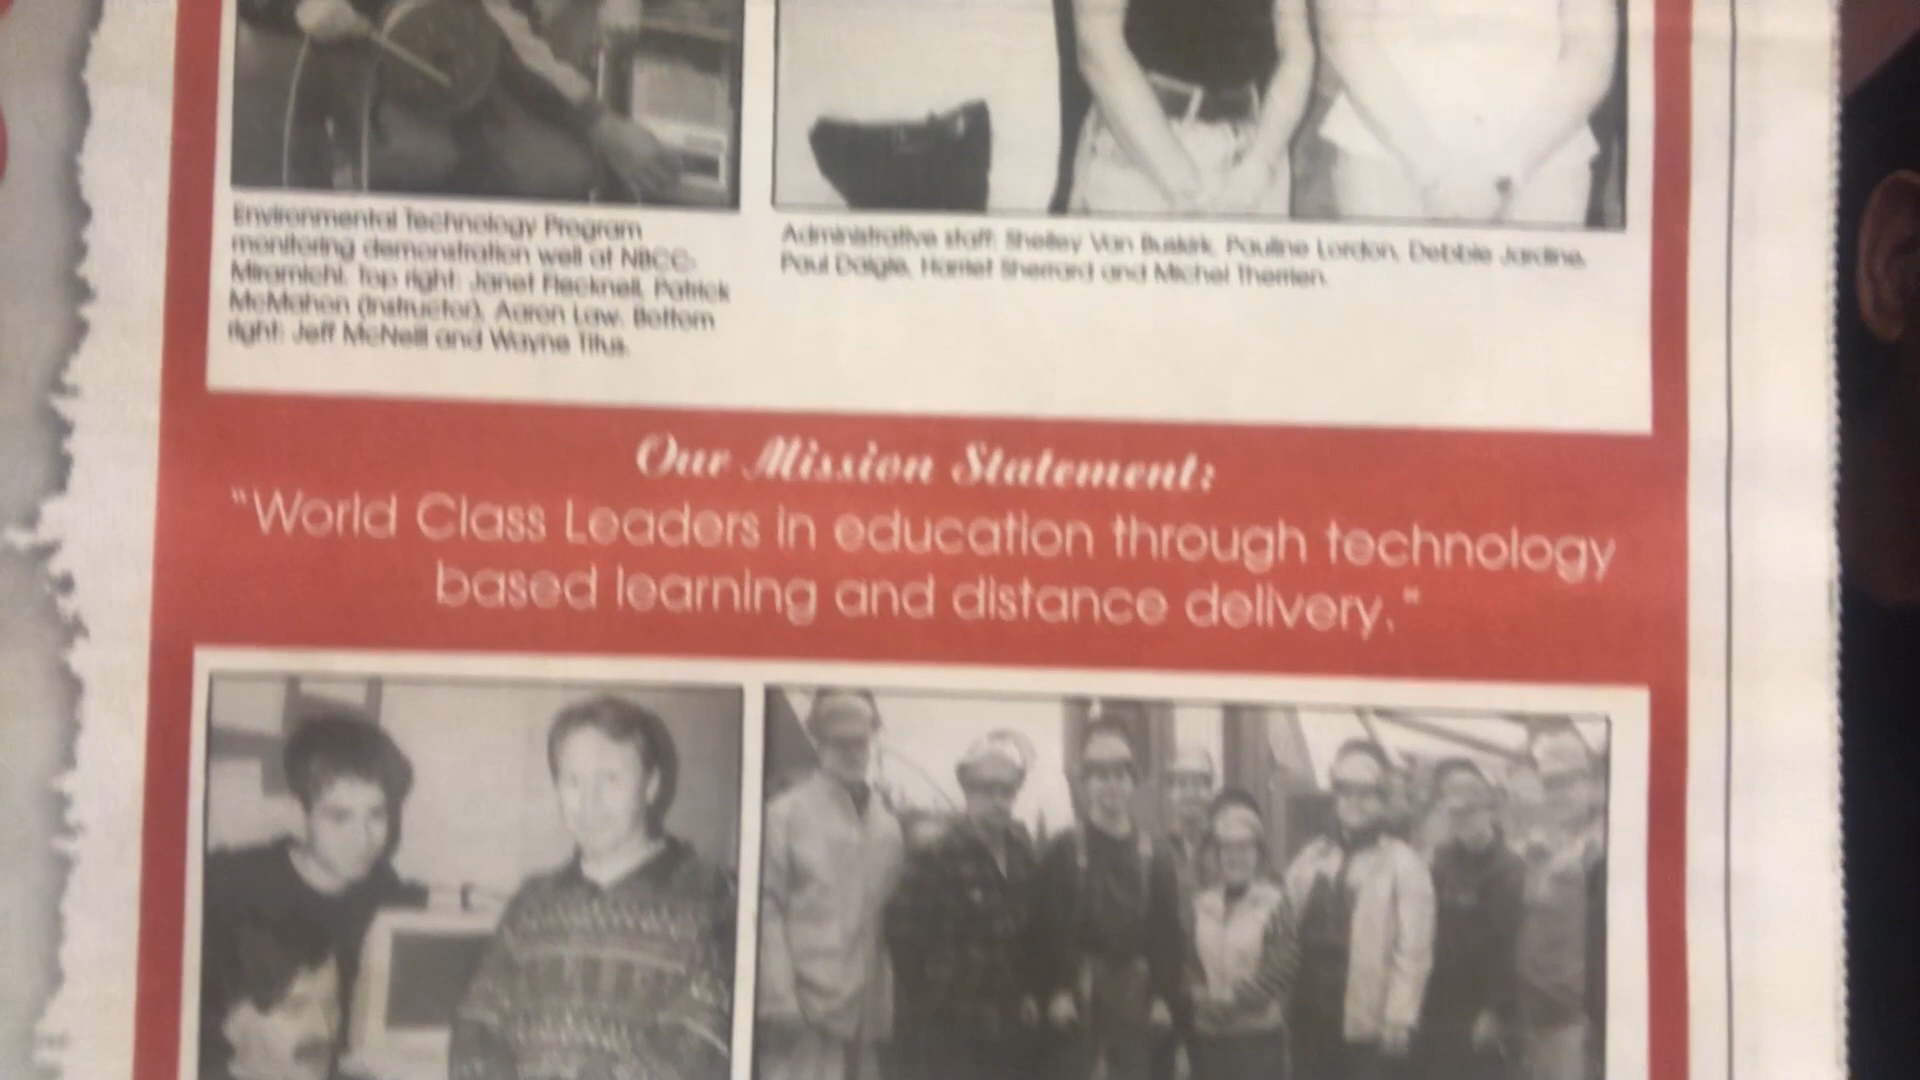 Environmental Technology Program
monitoring demonstration well at NBCC-
Miramichi. Top right: Janet Flecknell, Patrick
McMahon (Instructor), Aaron Law. Bottom
right: Jeff McNeill and Wayne Titus.
Administrative staff: Shelley Van Buskirk, Pauline Lordon, Debbie Jardine,
Paul Daigle, Harriet Sherrard and Michel Therrien.
Our Mission Statement:
"World Class Leaders in education through technology
based learning and distance delivery."